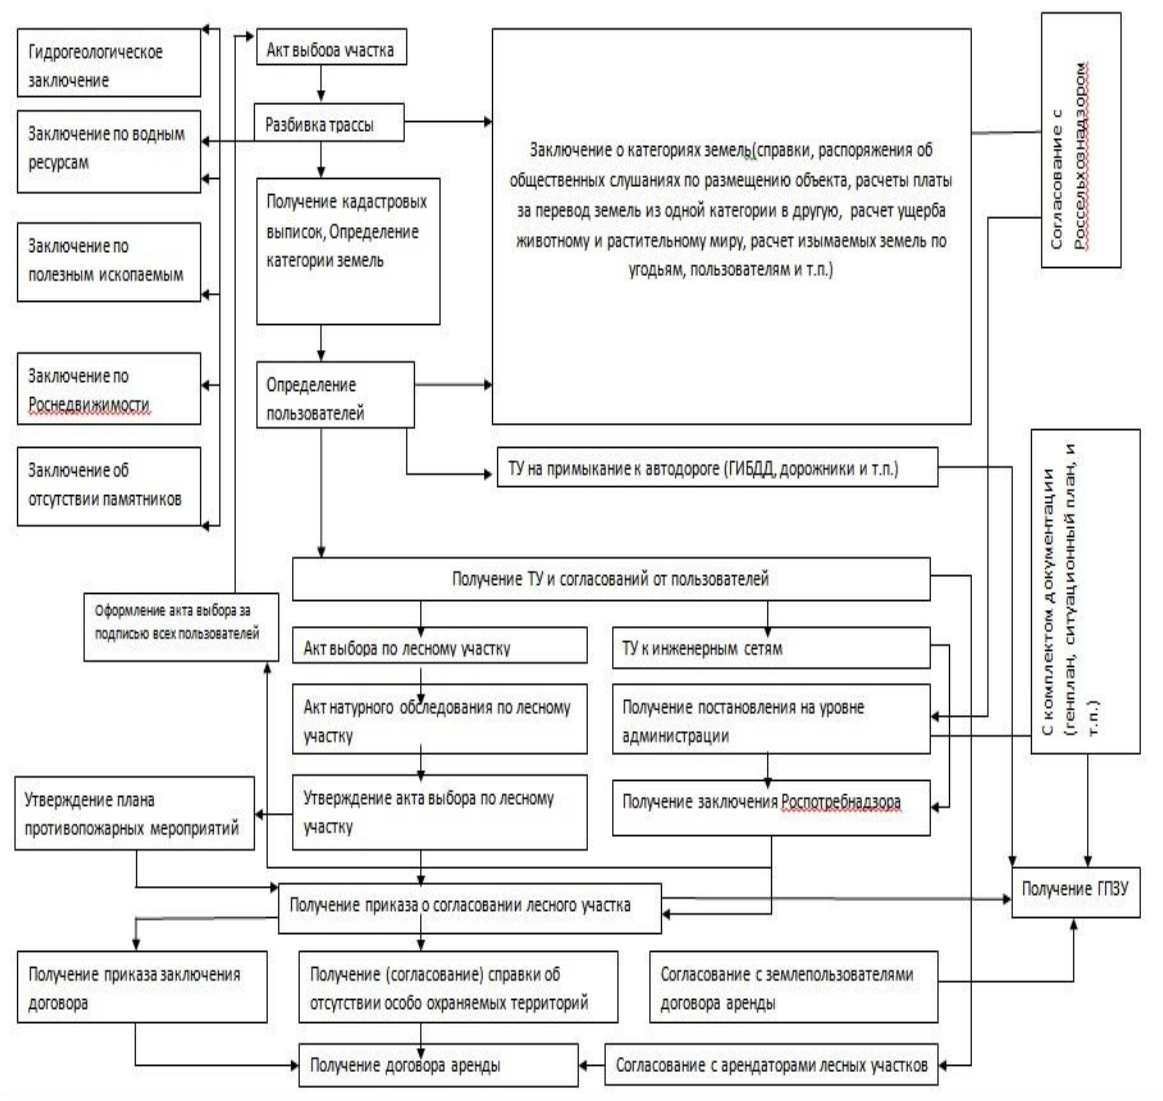 Гидрогеологическое
заключение
Акт выбора участка
Разбивка трассы
Заключение по водным
ресурсам
Получение кадастровых
выписок, Определение
категории земель
Заключение о категориях земель(справки, распоряжения об
общественных слушаниях по размещению объекта, расчеты платы
за перевод земель из одной категории в другую, расчет ущерба
животному и растительному миру, расчет изымаемых земель по
угодьям, пользователям и т.п.)
Согласование с
Россельхознадзором
Заключение по
полезным ископаемым
Заключение по
Роснедвижимости
Определение
пользователей
Заключение об
отсутствии памятников
ТУ на примыкание к автодороге (ГИБДД, дорожники и т.п.)
С комплектом документации
(генплан, ситуационный план, и
т.п.)
Получение ТУ и согласований от пользователей
Оформление акта выбора за
подписью всех пользователей
Акт выбора по лесному участку
ТУ к инженерным сетям
Акт натурного обследования по лесному
участку
Получение постановления на уровне
администрации
Утверждение плана
противопожарных мероприятий
Утверждение акта выбора по лесному
участку
Получение заключения Роспотребнадзора
Получение приказа о согласовании лесного участка
Получение ГПЗУ
Получение приказа заключения
договора
Получение (согласование) справки об
отсутствии особо охраняемых территорий
Согласование с землепользователями
договора аренды
Получение договора аренды
Согласование с арендаторами лесных участков